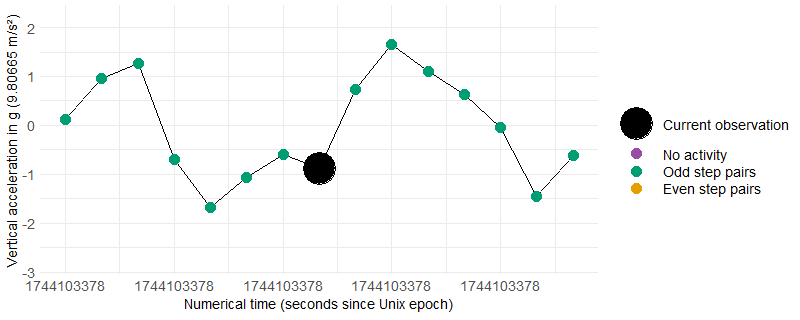 Vertical acceleration in g (9.80665 m/s²)
2
1
0
-1
-2
-3
1744103378 1744103378 1744103378 1744103378 1744103378
Numerical time (seconds since Unix epoch)
Current observation
No activity
Odd step pairs
Even step pairs